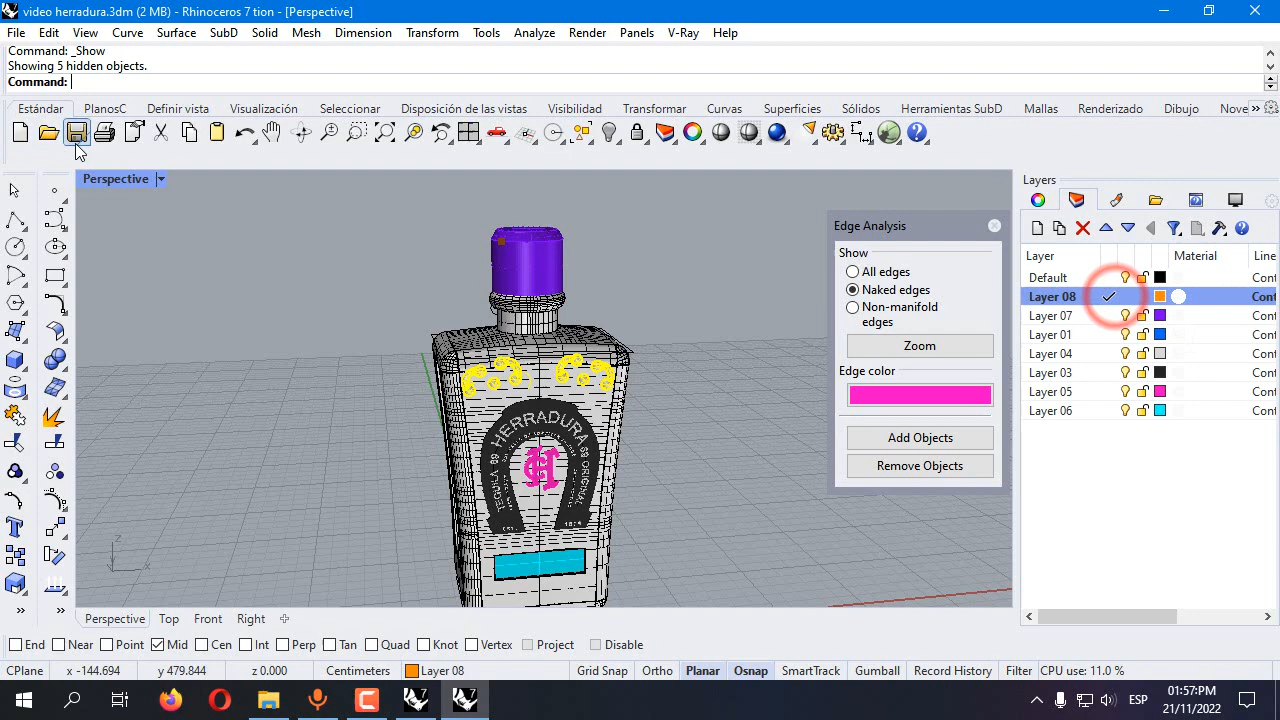 video herradura.3dm (2 MB) - Rhinoceros 7 tion - [Perspective]
File Edit View Curve Surface SubD Solid Mesh Dimension Transform Tools Analyze Render Panels V-Ray Help
Command: _Show
Showing 5 hidden objects.
Command:
Estándar PlanosC Definir vista Visualización Seleccionar Disposición de las vistas Visibilidad Transformar Curvas Superficies Sólidos Herramientas SubD Mallas Renderizado Dibujo Nove
Perspective
Layers
Edge Analysis
Show
All edges
Naked edges
Non-manifold edges
Zoom
Edge color
Add Objects
Remove Objects
Layer Material Line
Default Cont
Layer 08 Cont
Layer 07 Cont
Layer 01 Cont
Layer 04 Cont
Layer 03 Cont
Layer 05 Cont
Layer 06 Cont
HERRADURA
TEQUILA
ORIGINAL
H
1874
z
x
Perspective Top Front Right
End Near Point Mid Cen Int Perp Tan Quad Knot Vertex Project Disable
CPlane x -144.694 y 479.844 z 0.000 Centimeters Layer 08 Grid Snap Ortho Planar Osnap SmartTrack Gumball Record History Filter CPU use: 11.0 %
ESP
01:57:PM
21/11/2022